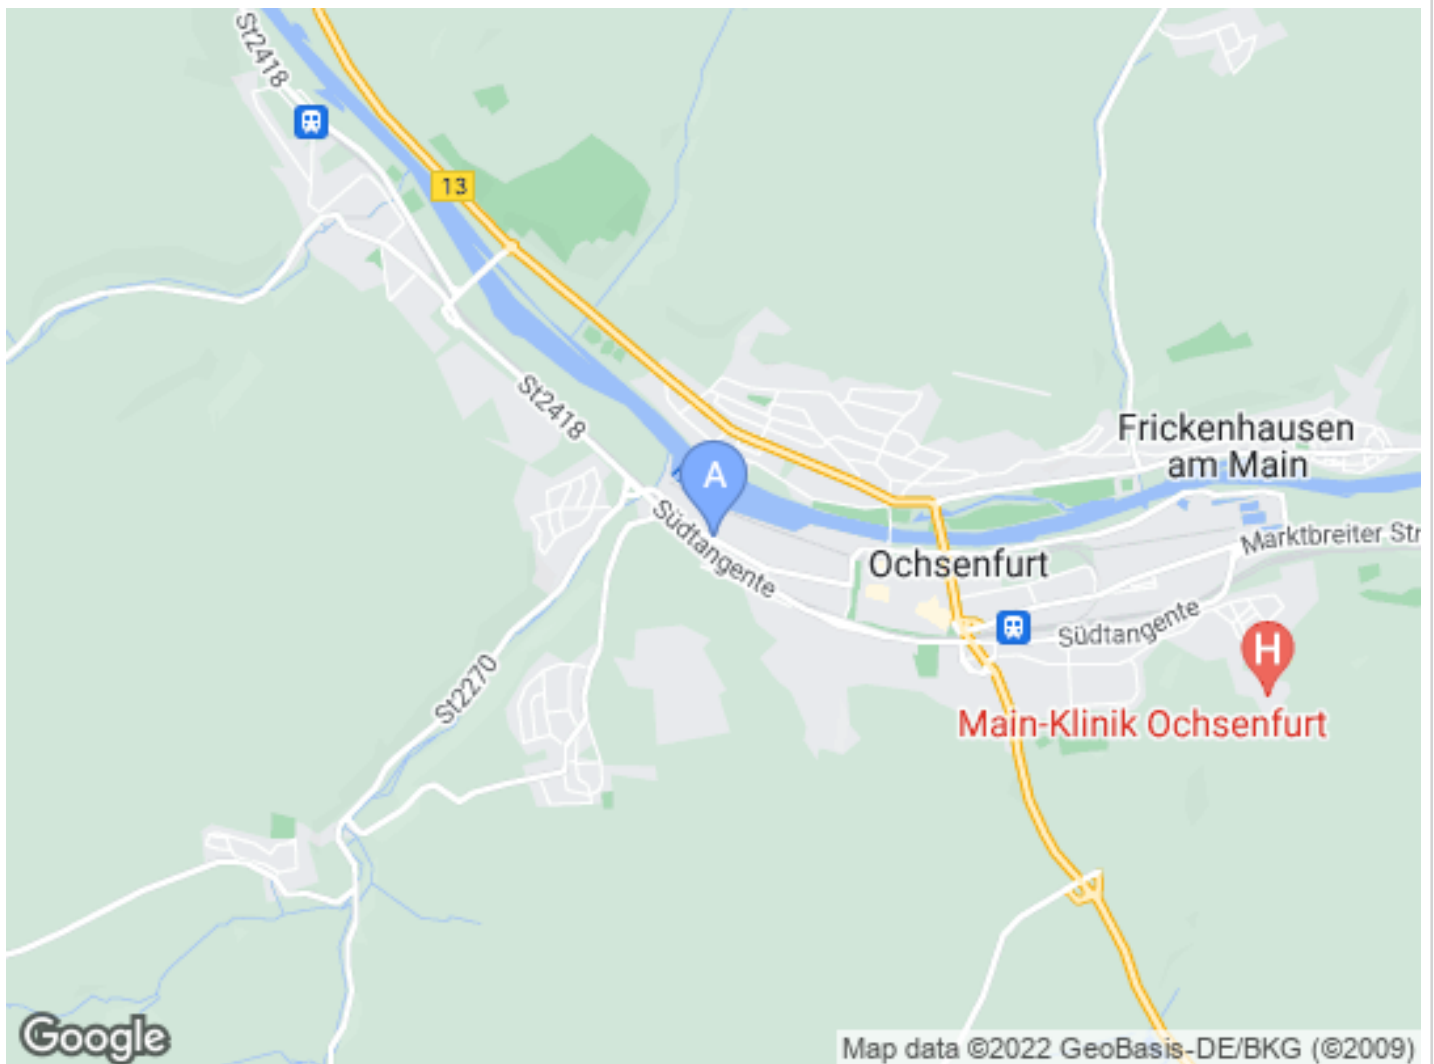 St2418
13
St2418
Frickenhausen
am Main
A
Südtangente
Ochsenfurt
Marktbreiter Str
Südtangente
H
St2270
Main-Klinik Ochsenfurt
Google
Map data ©2022 GeoBasis-DE/BKG (©2009)